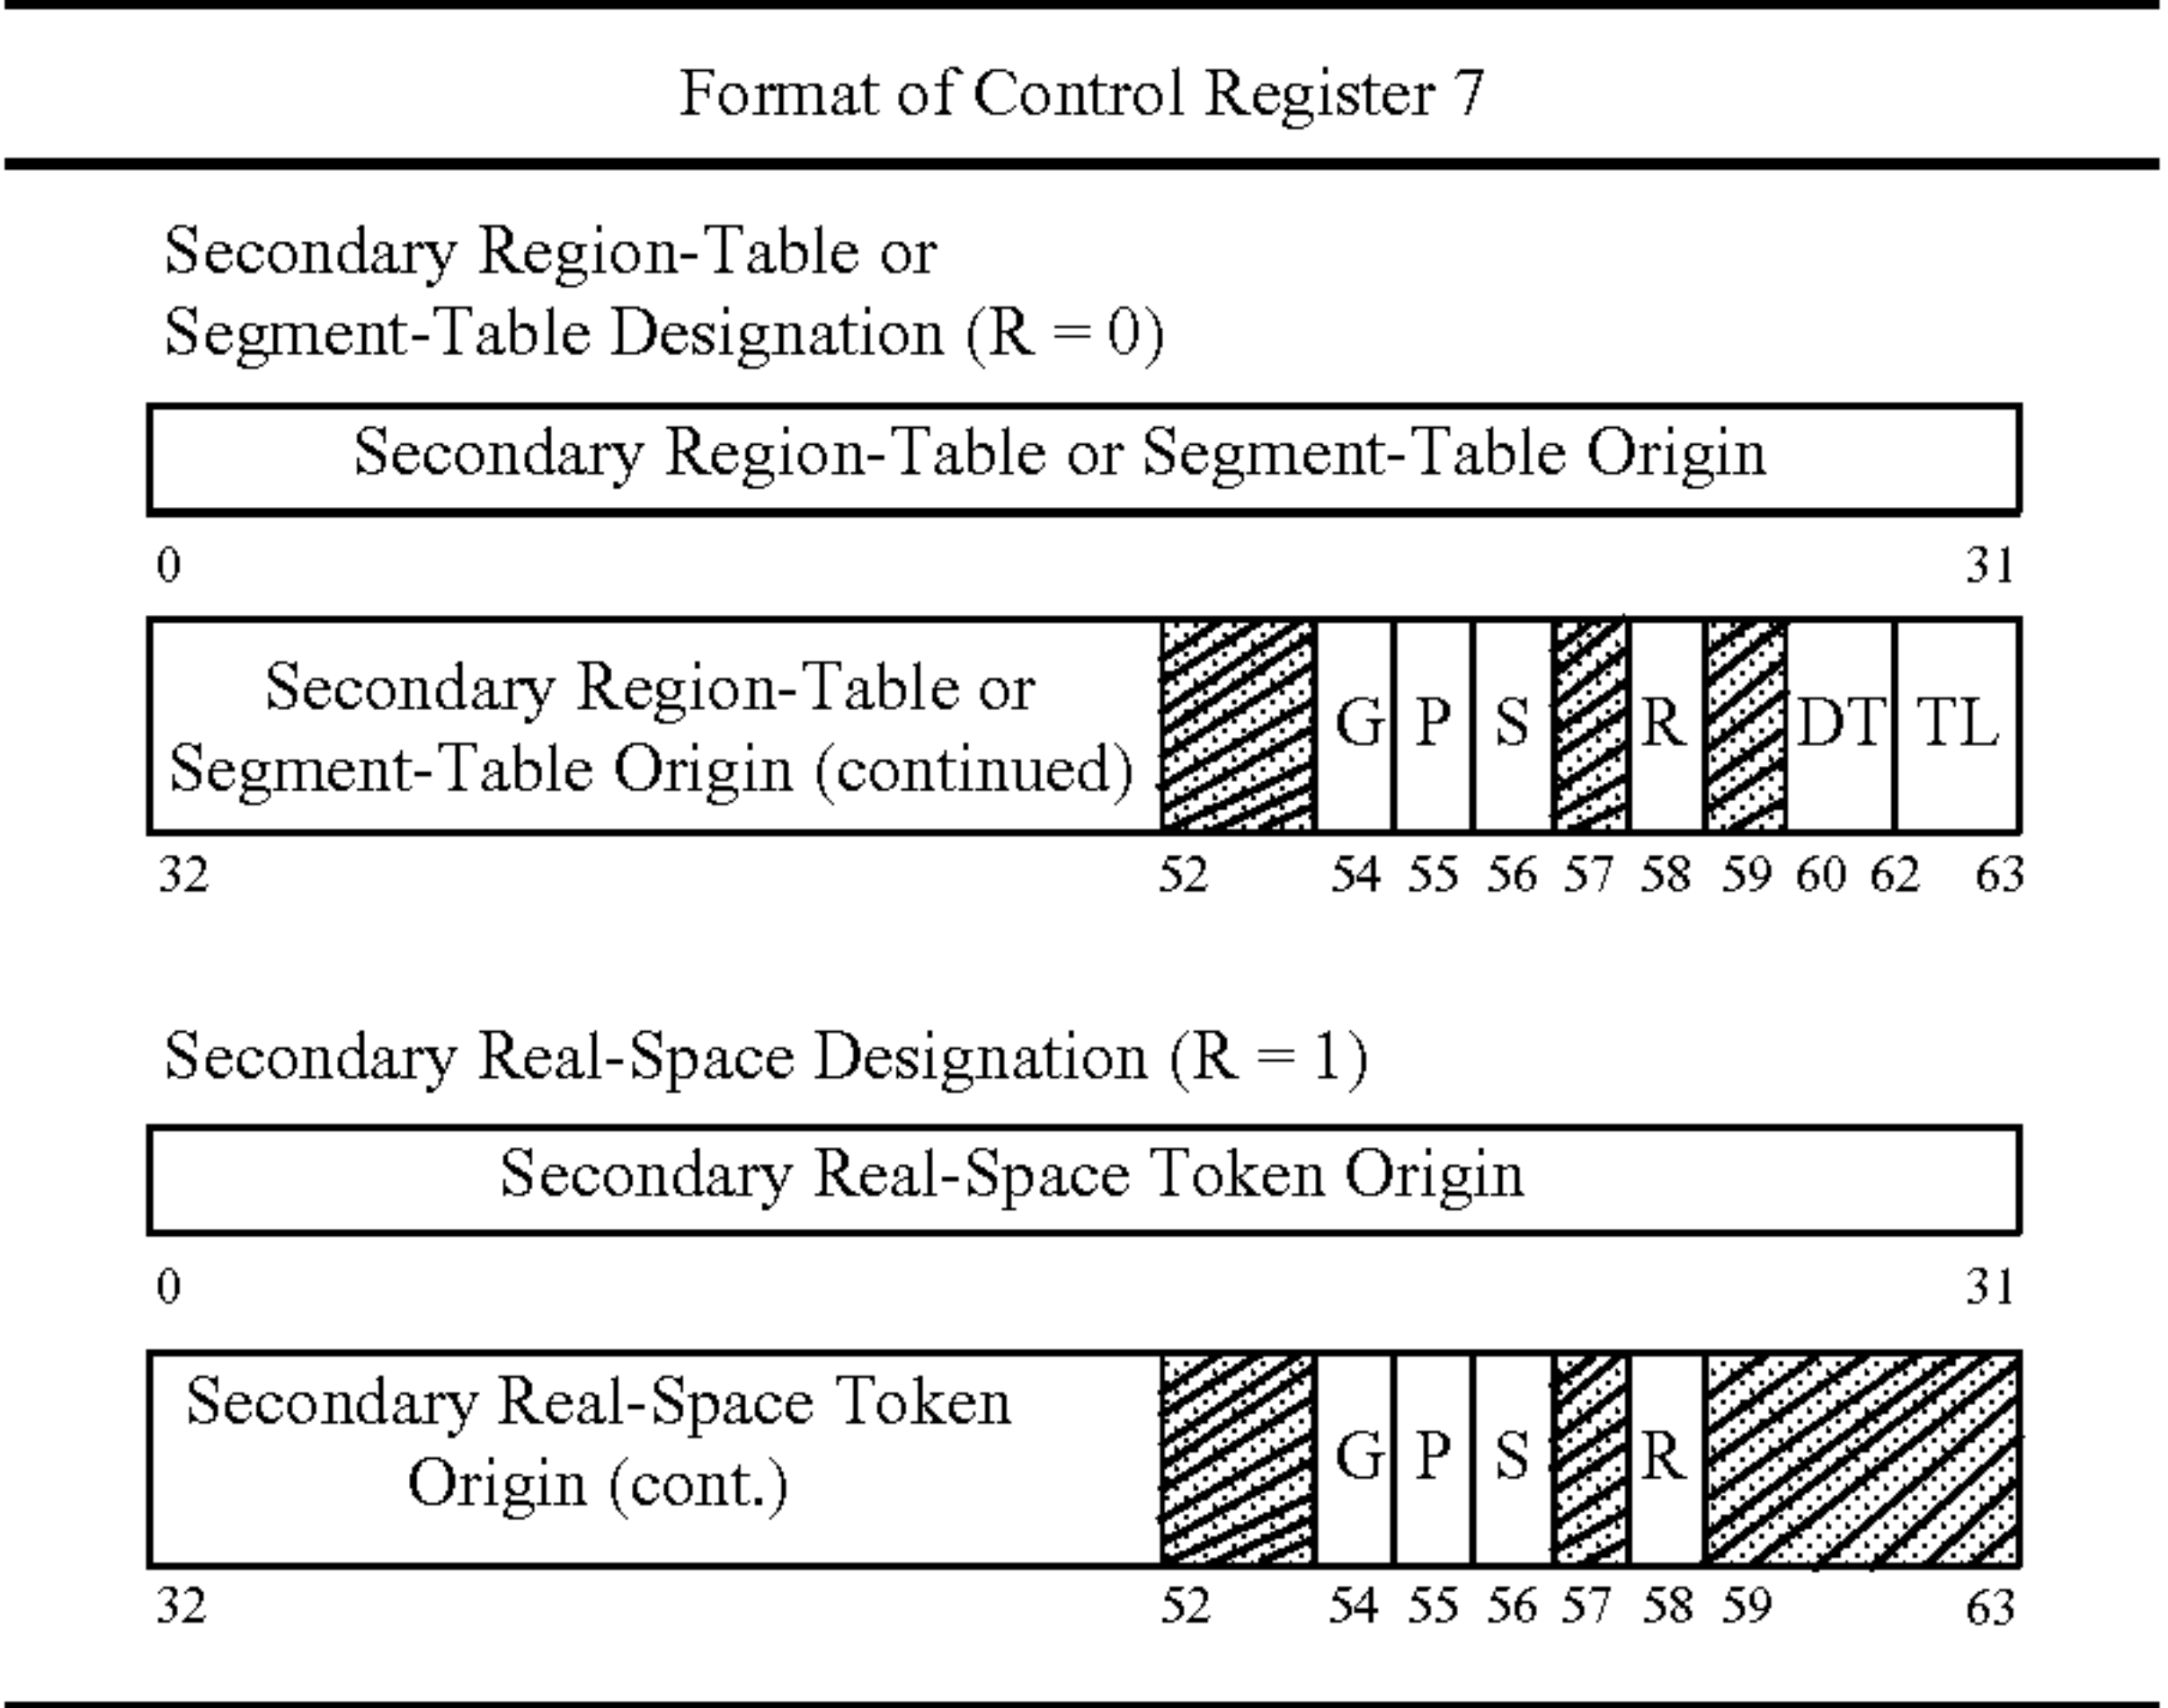 Format of Control Register 7
Secondary Region-Table or
Segment-Table Designation (R = 0)
Secondary Region-Table or Segment-Table Origin
0 31
Secondary Region-Table or
Segment-Table Origin (continued)
G P S R DT TL
32 52 54 55 56 57 58 59 60 62 63
Secondary Real-Space Designation (R = 1)
Secondary Real-Space Token Origin
0 31
Secondary Real-Space Token
Origin (cont.)
G P S R
32 52 54 55 56 57 58 59 63